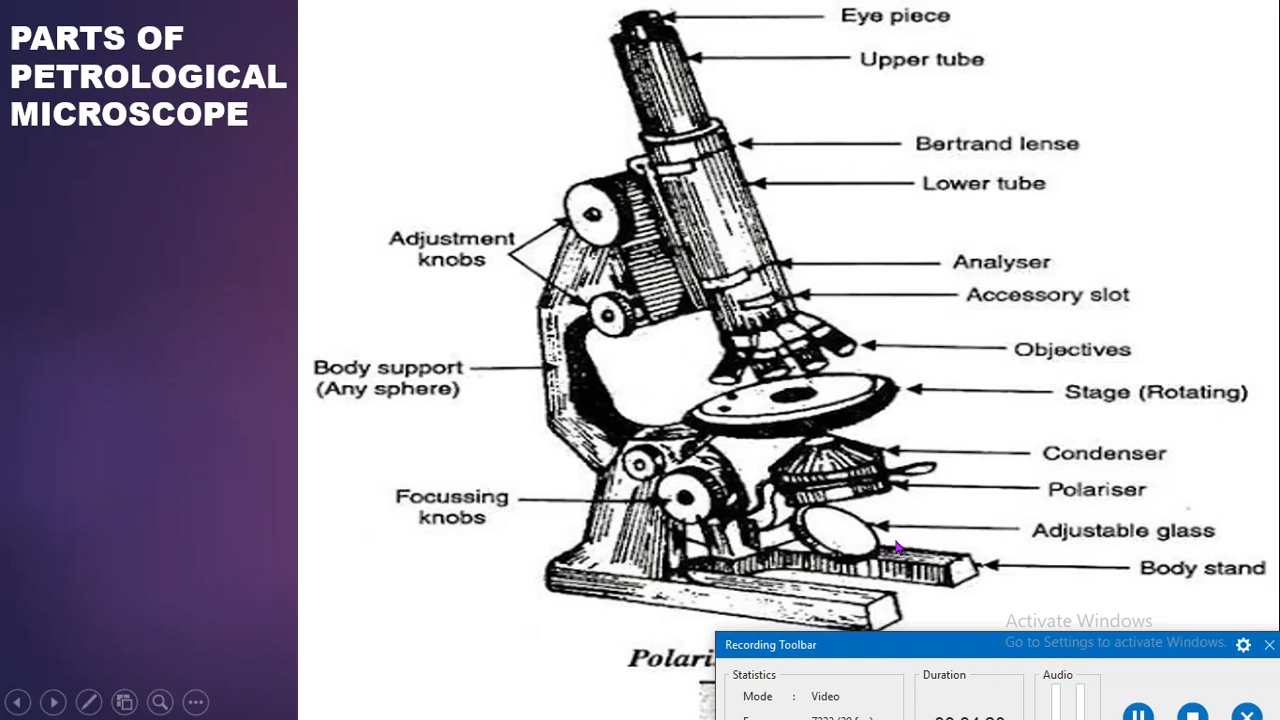 PARTS OF
PETROLOGICAL
MICROSCOPE
Eye piece
Upper tube
Bertrand lense
Lower tube
Adjustment
knobs
Analyser
Accessory slot
Objectives
Body support
(Any sphere)
Stage (Rotating)
Condenser
Focussing
knobs
Polariser
Adjustable glass
Body stand
Activate Windows
Go to Settings to activate Windows.
Recording Toolbar
Statistics
Duration
Audio
Mode : Video